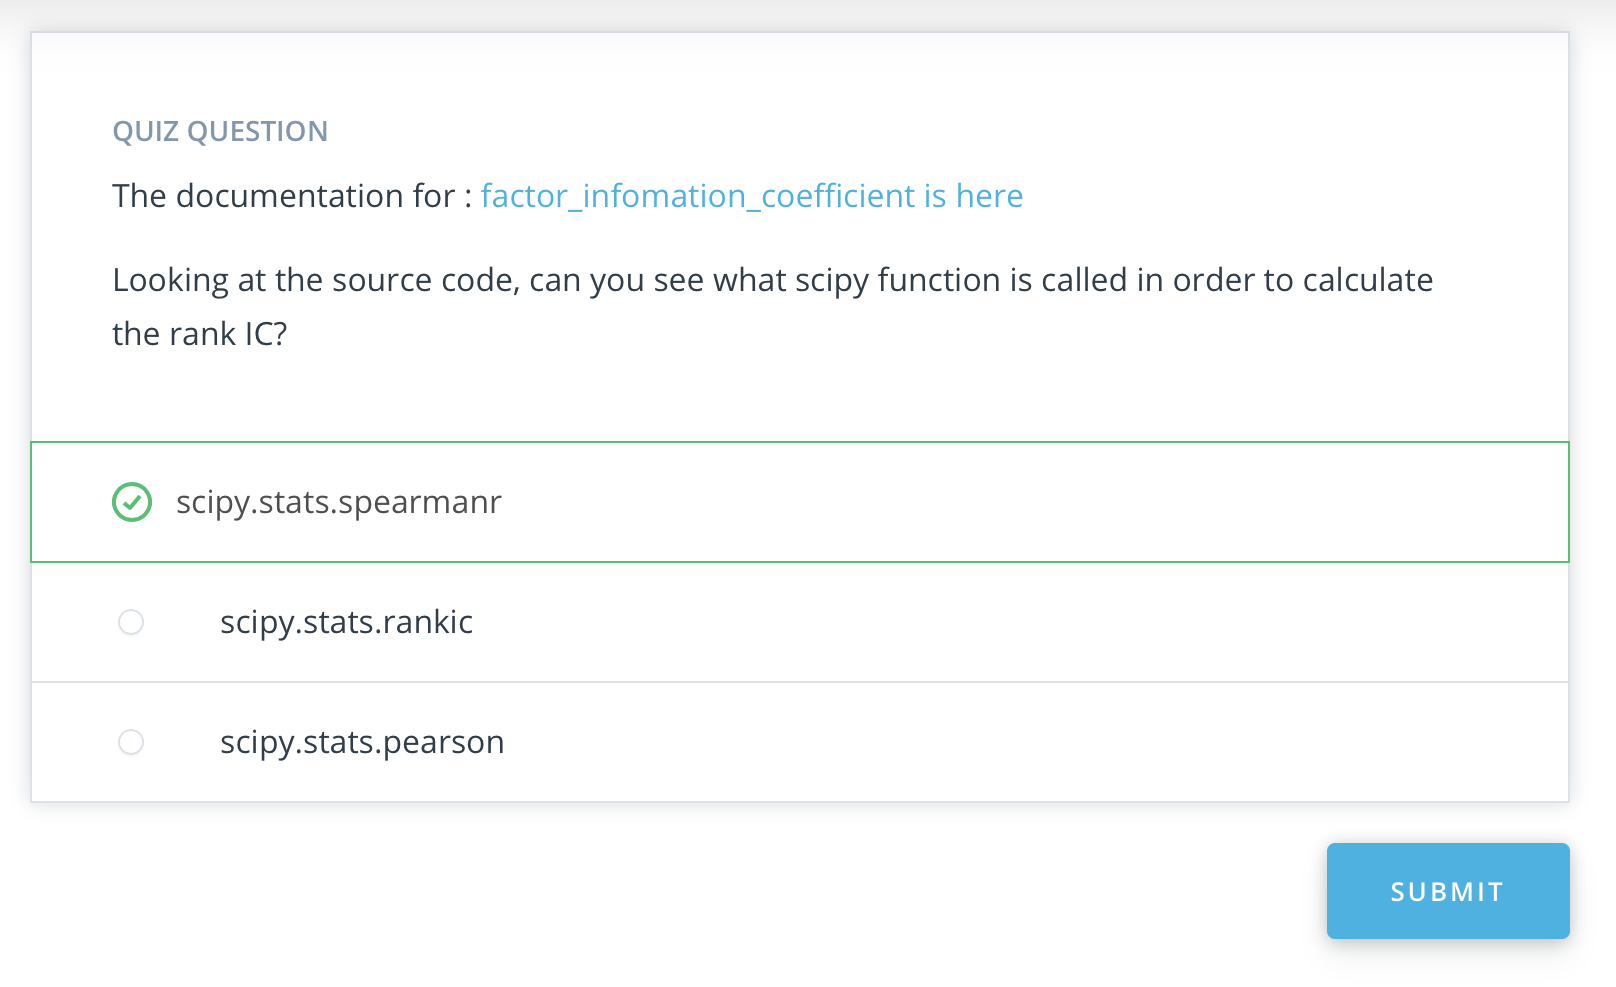 QUIZ QUESTION
The documentation for : factor_infomation_coefficient is here
Looking at the source code, can you see what scipy function is called in order to calculate
the rank IC?
scipy.stats.spearmanr
scipy.stats.rankic
scipy.stats.pearson
SUBMIT